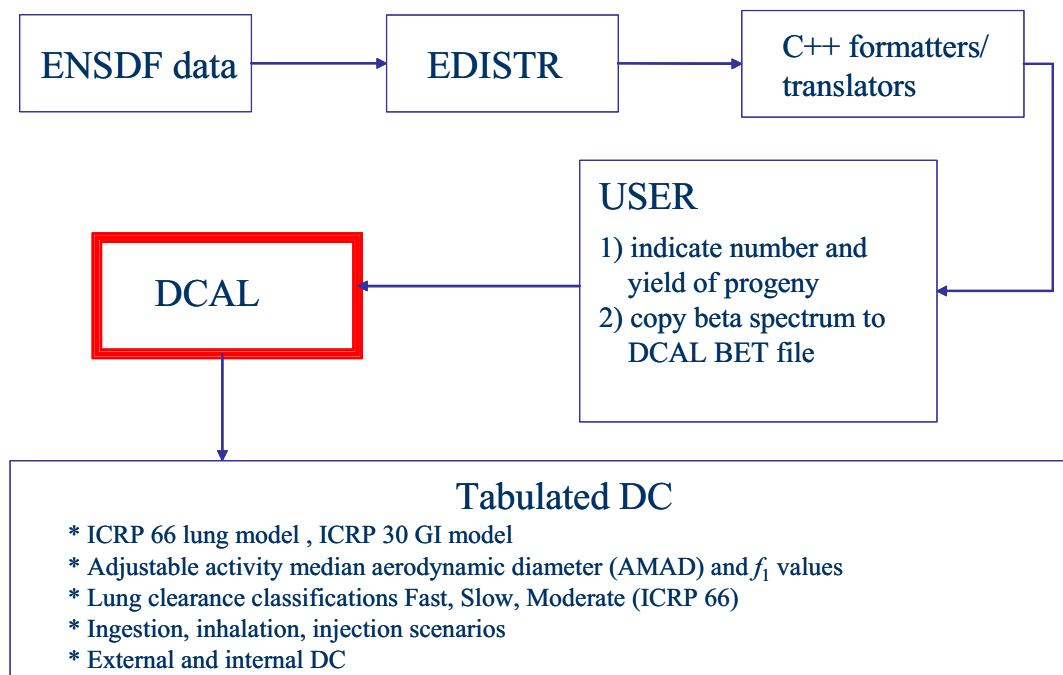 ENSDF data
EDISTR
C++ formatters/
translators
USER
1) indicate number and
yield of progeny
2) copy beta spectrum to
DCAL BET file
DCAL
Tabulated DC
* ICRP 66 lung model , ICRP 30 GI model
* Adjustable activity median aerodynamic diameter (AMAD) and f₁ values
* Lung clearance classifications Fast, Slow, Moderate (ICRP 66)
* Ingestion, inhalation, injection scenarios
* External and internal DC